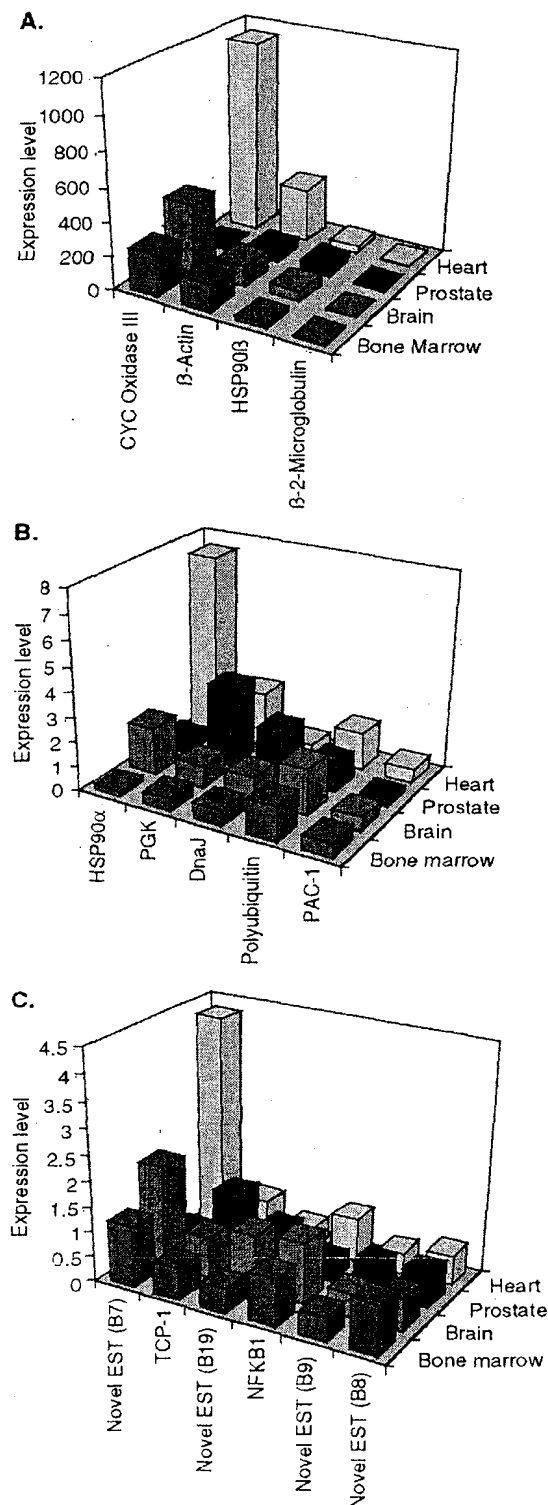 A.
Expression level
1200
1000
800
600
400
200
0
CYC Oxidase III
ß-Actin
HSP90ß
ß-2-Microglobulin
Heart
Prostate
Brain
Bone Marrow
B.
Expression level
8
7
6
5
4
3
2
1
0
HSP90α
PGK
DnaJ
Polyubiquitin
PAC-1
Heart
Prostate
Brain
Bone marrow
C.
Expression level
4.5
4
3.5
3
2.5
2
1.5
1
0.5
0
Novel EST (B7)
TCP-1
Novel EST (B19)
NFKB1
Novel EST (B9)
Novel EST (B8)
Heart
Prostate
Brain
Bone marrow